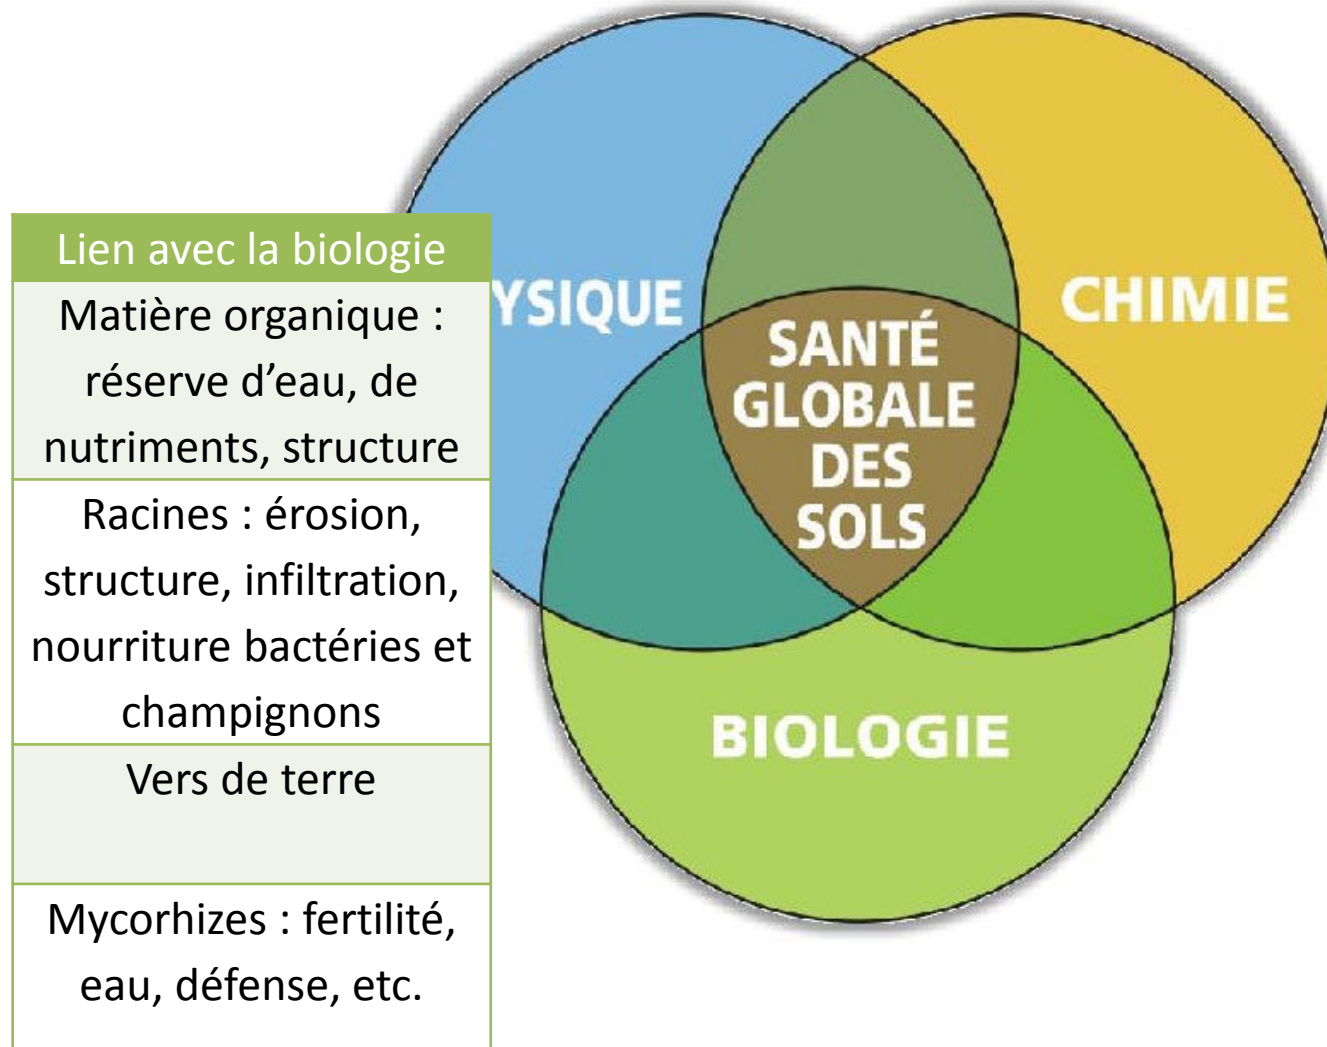 Lien avec la biologie
Matière organique :
réserve d’eau, de
nutriments, structure
Racines : érosion,
structure, infiltration,
nourriture bactéries et
champignons
Vers de terre
Mycorhizes : fertilité,
eau, défense, etc.
YSIQUE
CHIMIE
SANTÉ
GLOBALE
DES
SOLS
BIOLOGIE